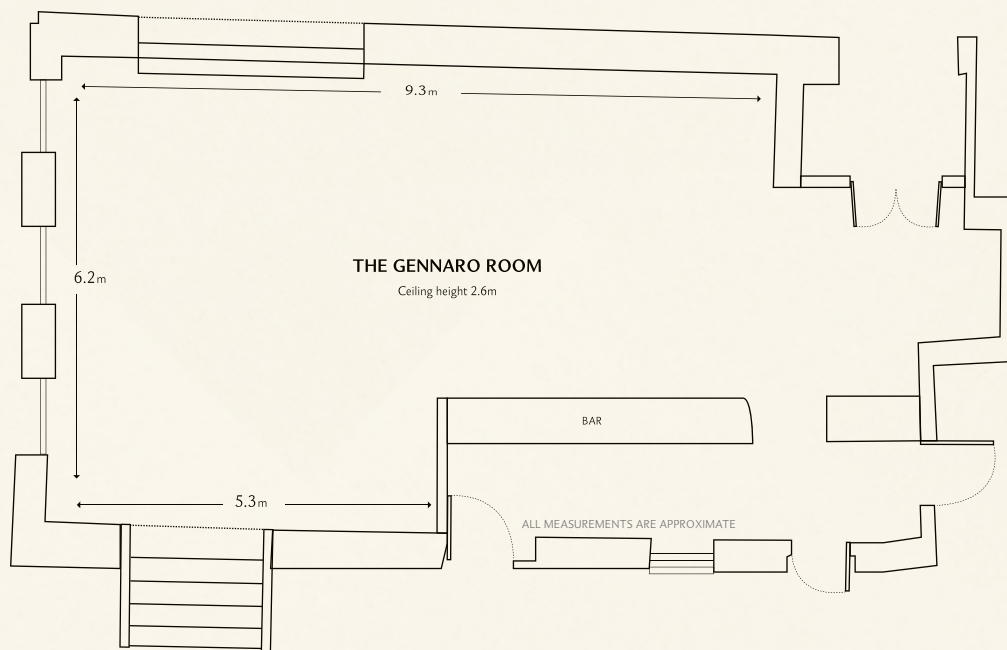 9.3m
6.2m
THE GENNARO ROOM
Ceiling height 2.6m
BAR
5.3m
ALL MEASUREMENTS ARE APPROXIMATE